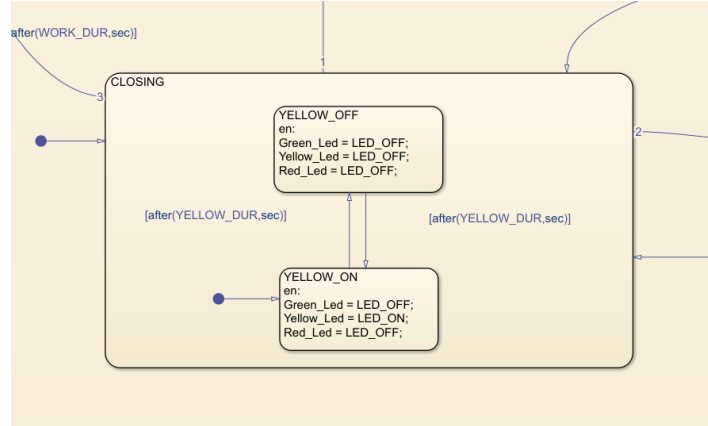 after(WORK_DUR,sec)]
1
3
CLOSING
YELLOW_OFF
en:
Green_Led = LED_OFF;
Yellow_Led = LED_OFF;
Red_Led = LED_OFF;
2
[after(YELLOW_DUR,sec)]
[after(YELLOW_DUR,sec)]
YELLOW_ON
en:
Green_Led = LED_OFF;
Yellow_Led = LED_ON;
Red_Led = LED_OFF;